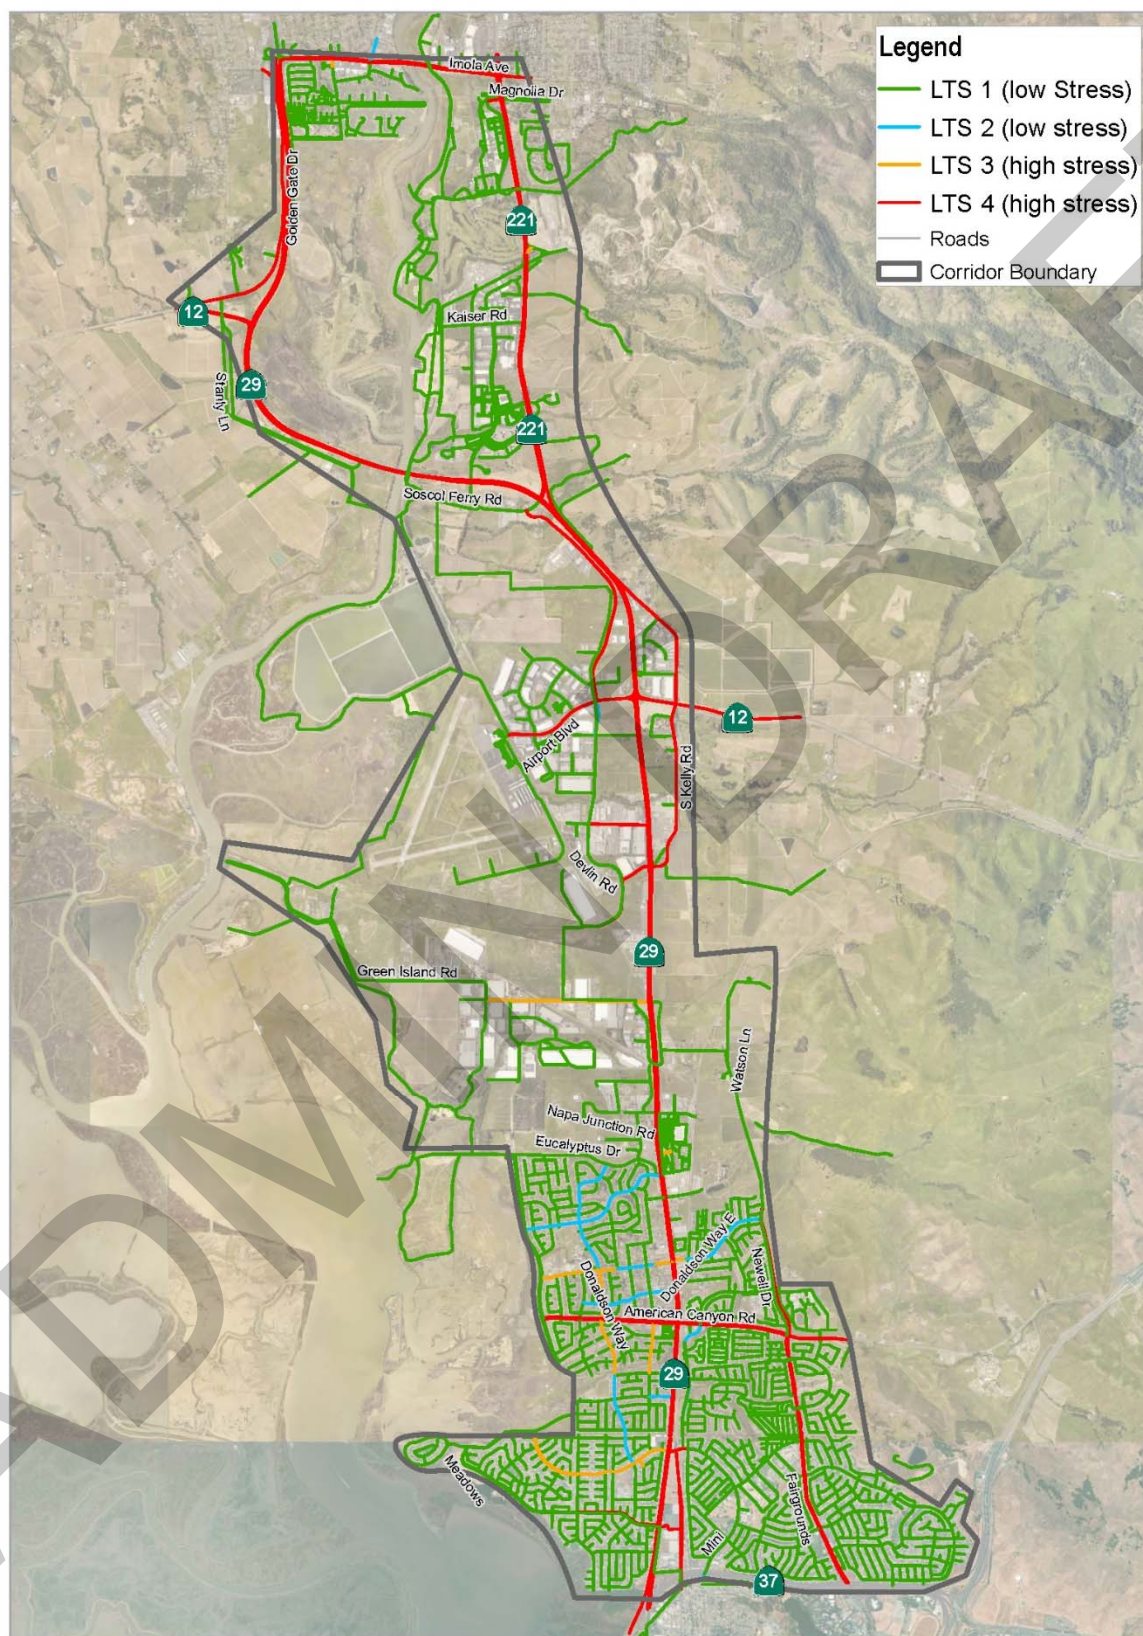 Legend
LTS 1 (low Stress)
LTS 2 (low stress)
LTS 3 (high stress)
LTS 4 (high stress)
Roads
Corridor Boundary
Imola Ave
Magnolia Dr
Golden Gate Dr
221
12
Kaiser Rd
29
Stanly Ln
221
Soscol Ferry Rd
12
Airport Blvd
S Kelly Rd
Devlin Rd
29
Green Island Rd
Watson Ln
Napa Junction Rd
Eucalyptus Dr
Donaldson Way E
Newell Dr
Donaldson Way
American Canyon Rd
29
Meadows
Fairgrounds
Mini
37
ADMIN DRAFT